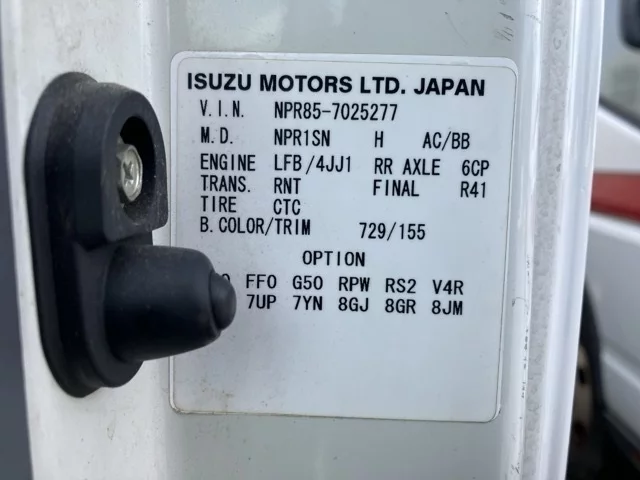 ISUZU MOTORS LTD. JAPAN
V.I.N. NPR85-7025277
M.D. NPR1SN H AC/BB
ENGINE LFB/4JJ1 RR AXLE 6CP
TRANS. RNT FINAL R41
TIRE CTC
B.COLOR/TRIM 729/155
OPTION
FF0 G50 RPW RS2 V4R
7UP 7YN 8GJ 8GR 8JM